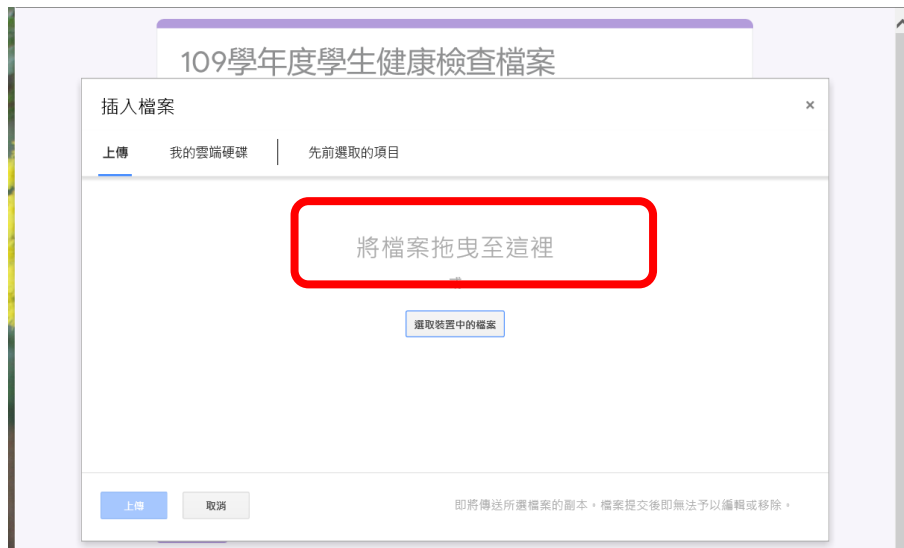 109學年度學生健康檢查檔案
插入檔案
×
上傳
我的雲端硬碟
先前選取的項目
將檔案拖曳至這裡
選取裝置中的檔案
上傳
取消
即將傳送所選檔案的副本。檔案提交後即無法予以編輯或移除。